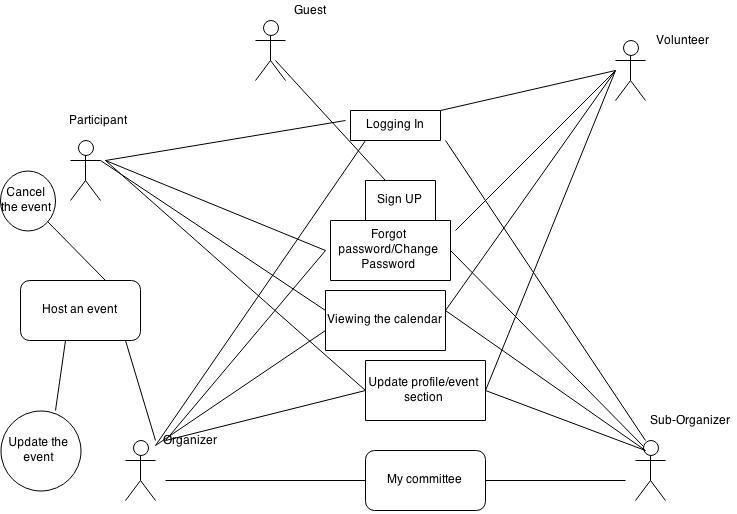 Guest
Volunteer
Participant
Logging In
Cancel
the event
Sign UP
Forgot
password/Change
Password
Host an event
Viewing the calendar
Update profile/event
section
Organizer
Sub-Organizer
Update the
event
My committee